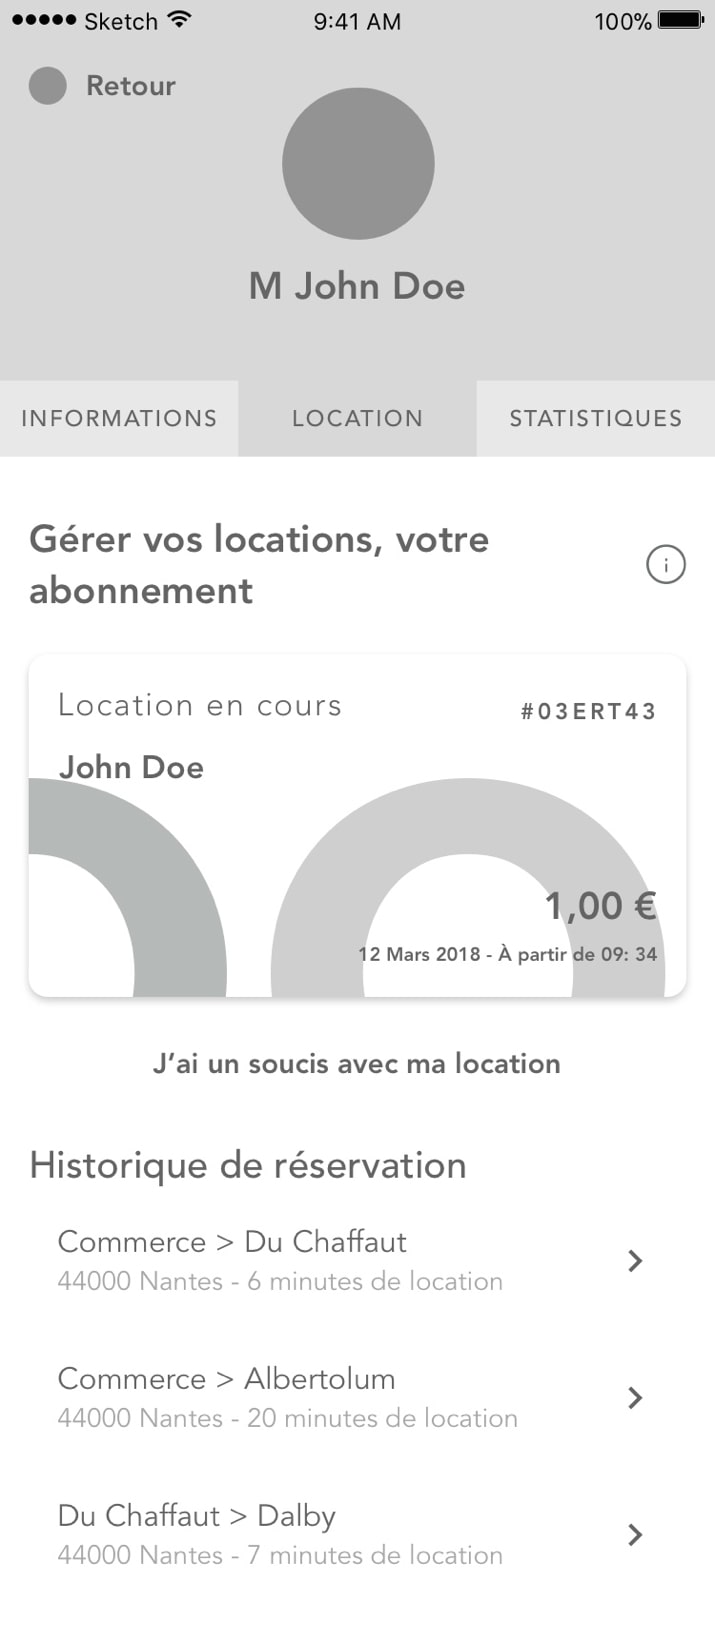 Sketch 9:41 AM 100%
Retour
M John Doe
INFORMATIONS LOCATION STATISTIQUES
Gérer vos locations, votre
abonnement
i
Location en cours #03ERT43
John Doe
1,00 €
12 Mars 2018 - À partir de 09: 34
J’ai un soucis avec ma location
Historique de réservation
Commerce > Du Chaffaut
44000 Nantes - 6 minutes de location
Commerce > Albertolum
44000 Nantes - 20 minutes de location
Du Chaffaut > Dalby
44000 Nantes - 7 minutes de location